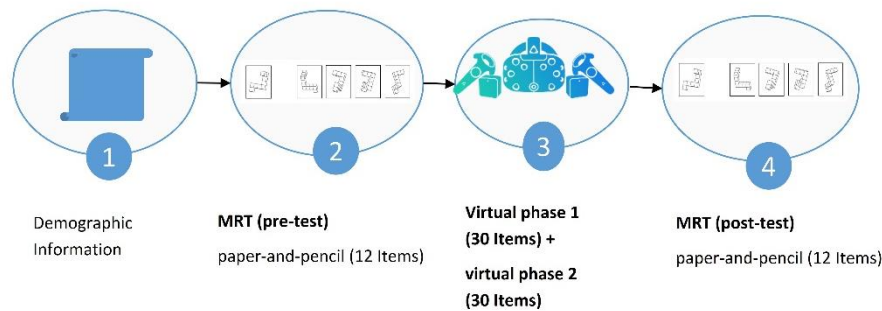 1
2
3
4
Demographic
Information
MRT (pre-test)
paper-and-pencil (12 Items)
Virtual phase 1
(30 Items) +
virtual phase 2
(30 Items)
MRT (post-test)
paper-and-pencil (12 Items)